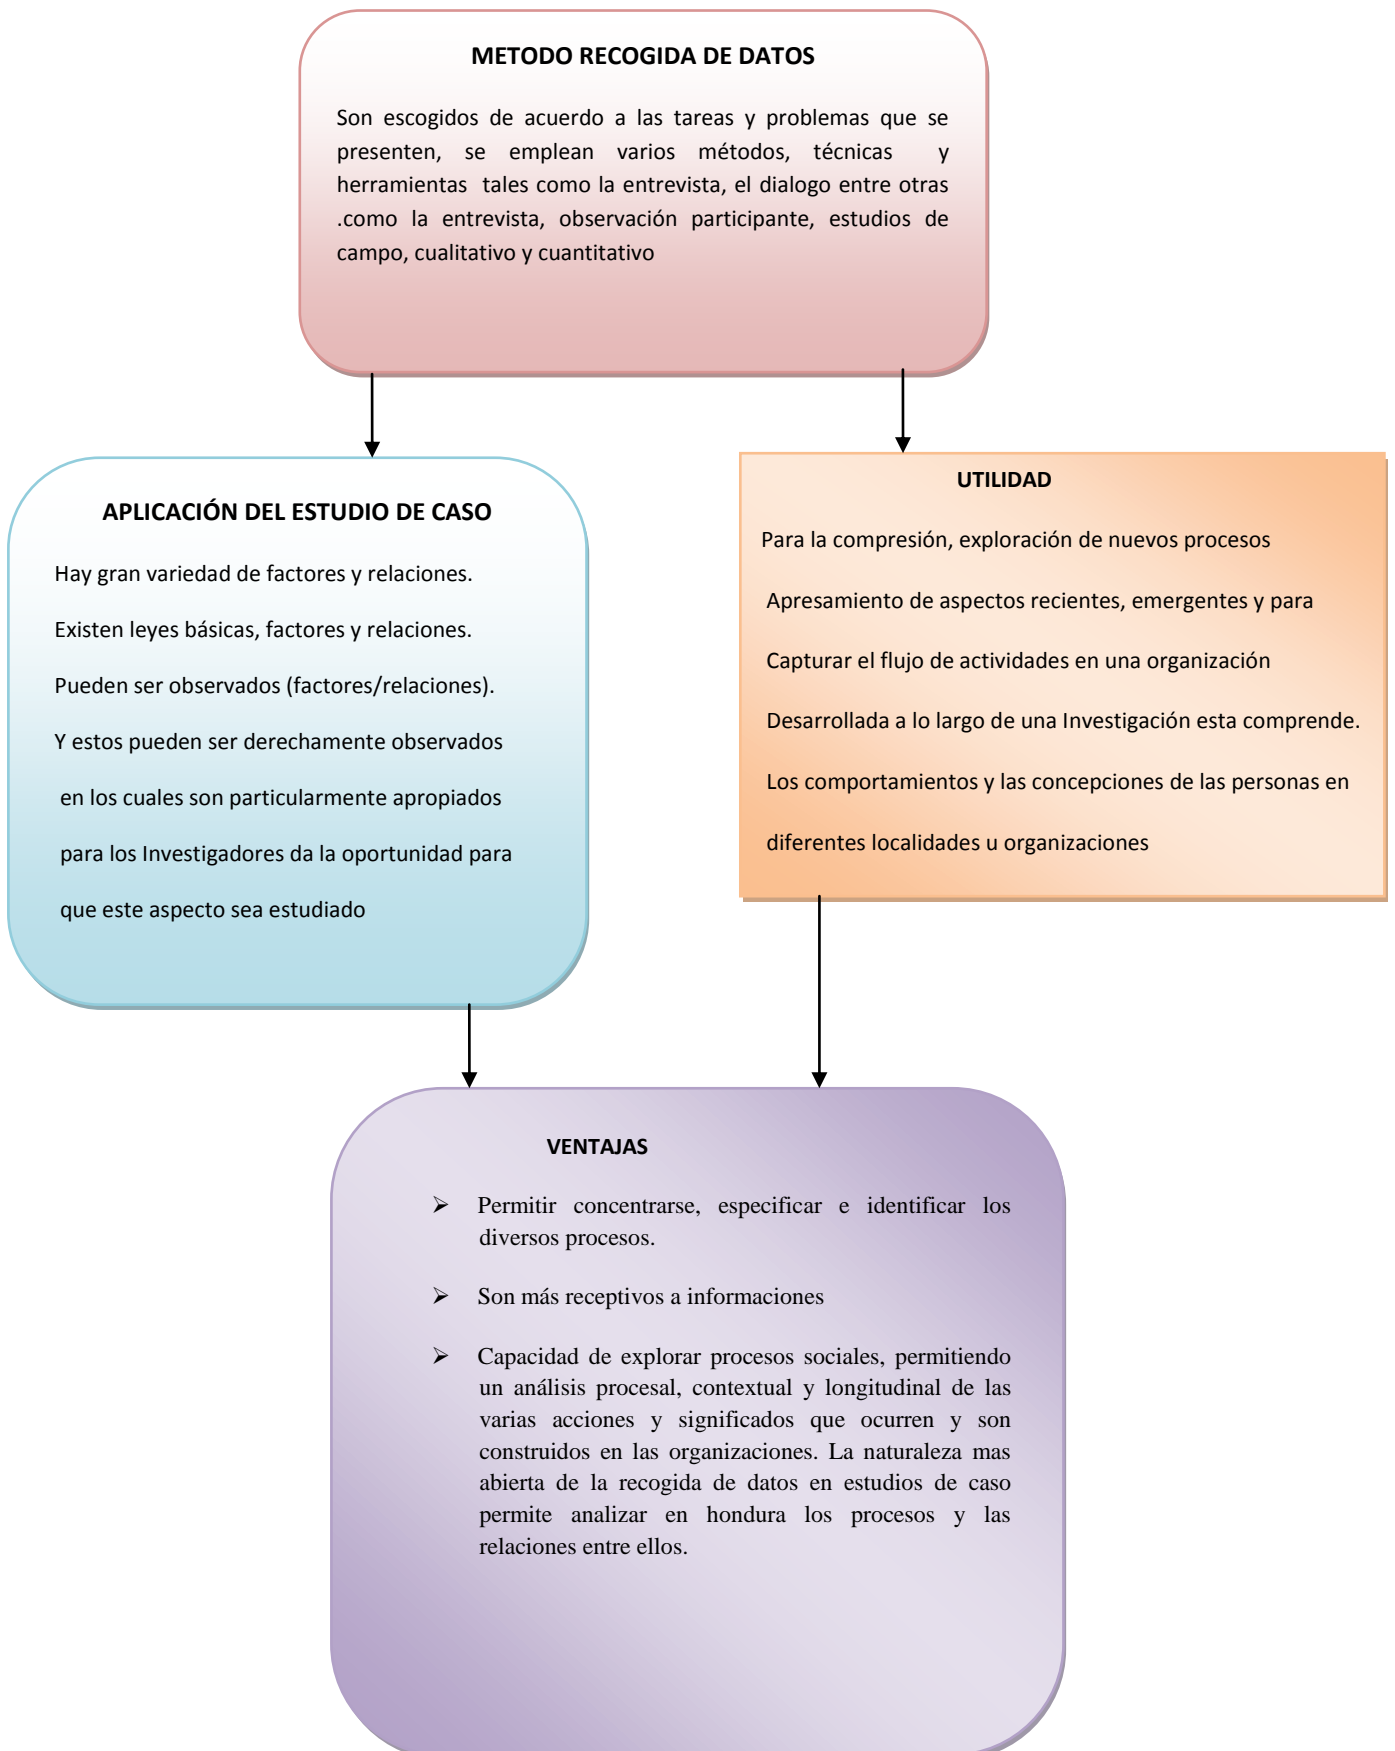 METODO RECOGIDA DE DATOS
Son escogidos de acuerdo a las tareas y problemas que se
presenten, se emplean varios métodos, técnicas y
herramientas tales como la entrevista, el dialogo entre otras
.como la entrevista, observación participante, estudios de
campo, cualitativo y cuantitativo
APLICACIÓN DEL ESTUDIO DE CASO
Hay gran variedad de factores y relaciones.
Existen leyes básicas, factores y relaciones.
Pueden ser observados (factores/relaciones).
Y estos pueden ser derechamente observados
en los cuales son particularmente apropiados
para los Investigadores da la oportunidad para
que este aspecto sea estudiado
UTILIDAD
Para la compresión, exploración de nuevos procesos
Apresamiento de aspectos recientes, emergentes y para
Capturar el flujo de actividades en una organización
Desarrollada a lo largo de una Investigación esta comprende.
Los comportamientos y las concepciones de las personas en
diferentes localidades u organizaciones
VENTAJAS
➢ Permitir concentrarse, especificar e identificar los
diversos procesos.
➢ Son más receptivos a informaciones
➢ Capacidad de explorar procesos sociales, permitiendo
un análisis procesal, contextual y longitudinal de las
varias acciones y significados que ocurren y son
construidos en las organizaciones. La naturaleza mas
abierta de la recogida de datos en estudios de caso
permite analizar en hondura los procesos y las
relaciones entre ellos.